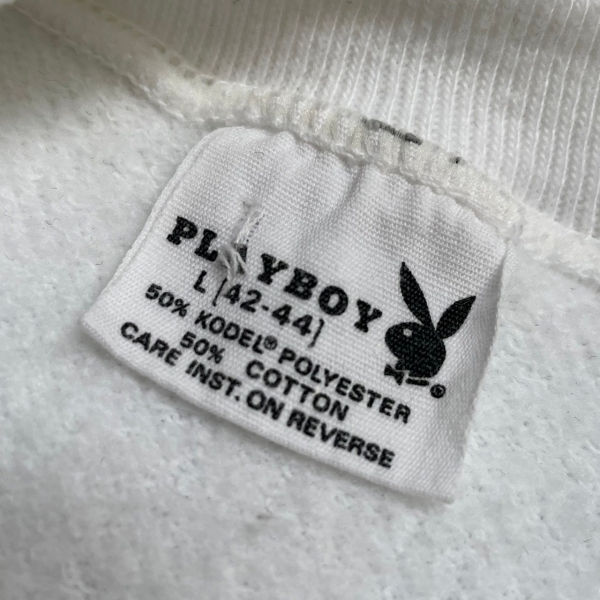 PLAYBOY
L [42-44]
50% KODEL® POLYESTER
50% COTTON
CARE INST. ON REVERSE
®